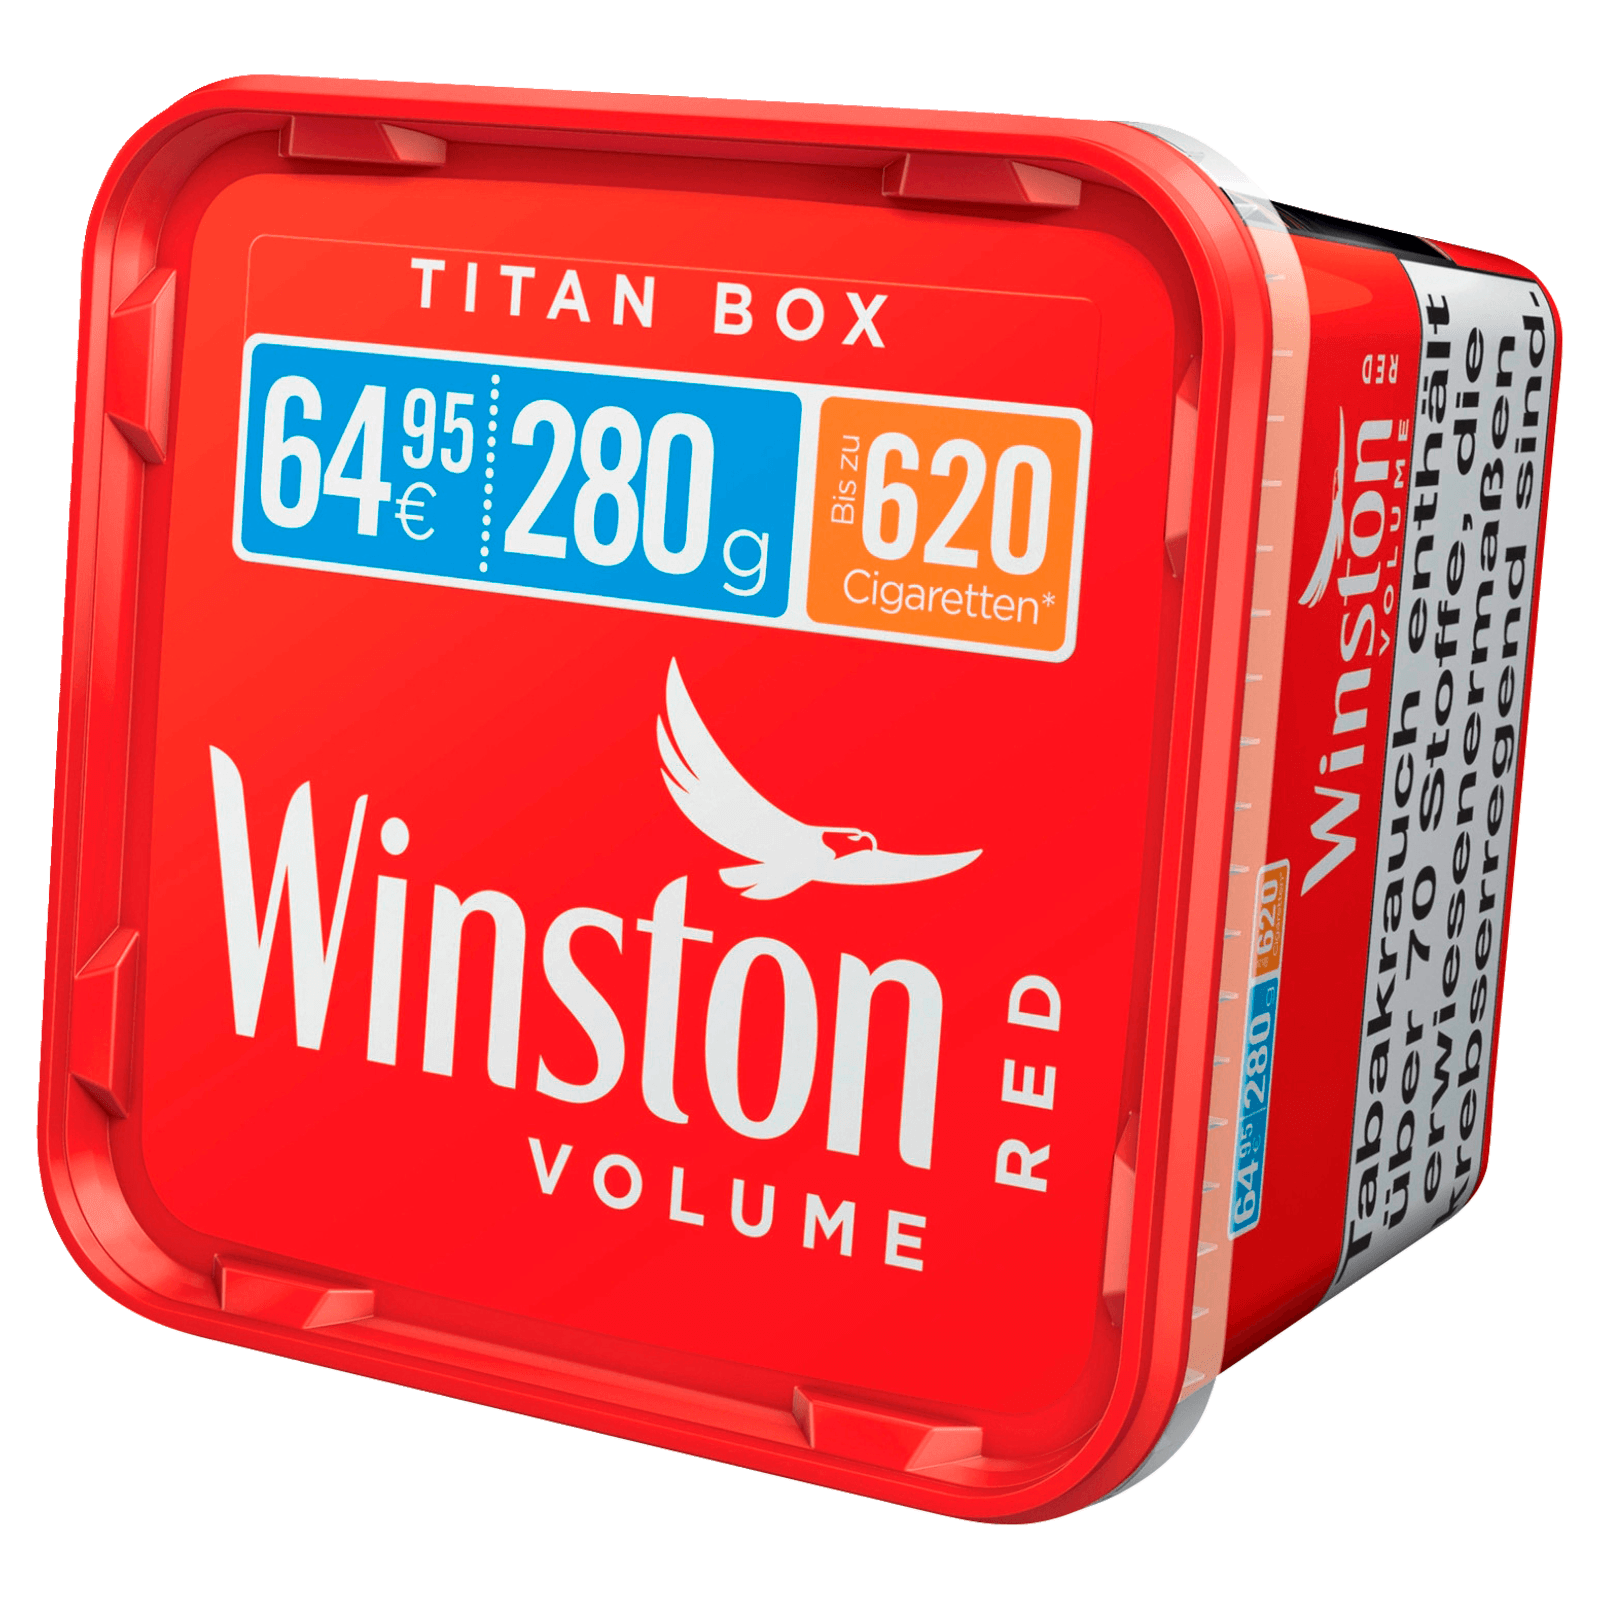 TITAN BOX
64 95 € 280 g
Bis zu
620
Cigaretten*
Winston
VOLUME
RED
Winston
VOLUME
RED
64 95 € 280 g
620
Cigaretten*
Tabakrauch enthält
über 70 Stoffe, die
erwiesenermaßen
krebserregend sind.